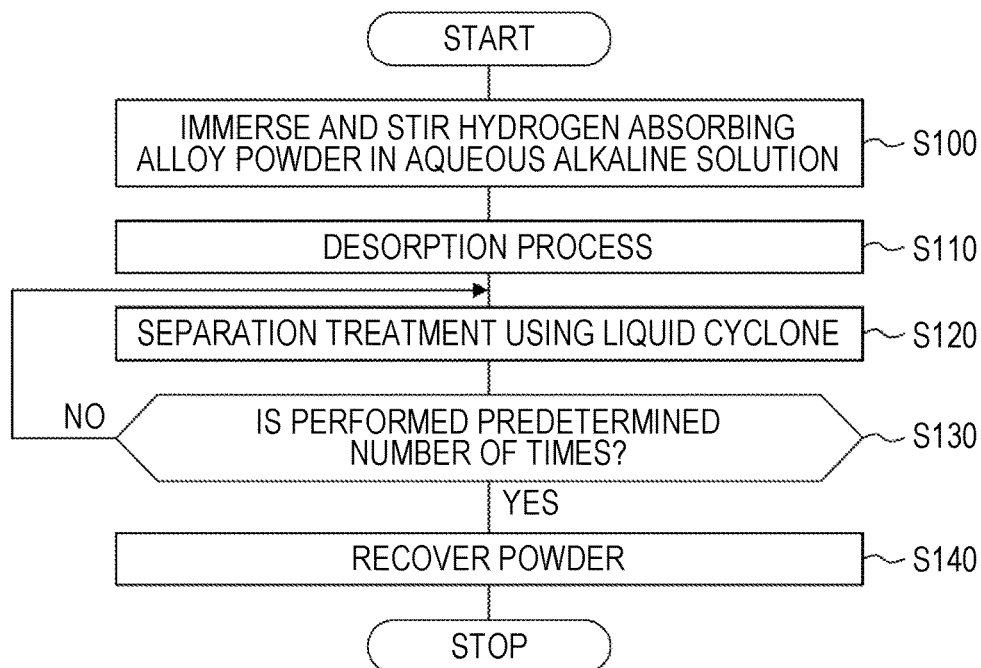 START
IMMERSE AND STIR HYDROGEN ABSORBING
ALLOY POWDER IN AQUEOUS ALKALINE SOLUTION
S100
DESORPTION PROCESS
S110
SEPARATION TREATMENT USING LIQUID CYCLONE
S120
NO
IS PERFORMED PREDETERMINED
NUMBER OF TIMES?
S130
YES
RECOVER POWDER
S140
STOP